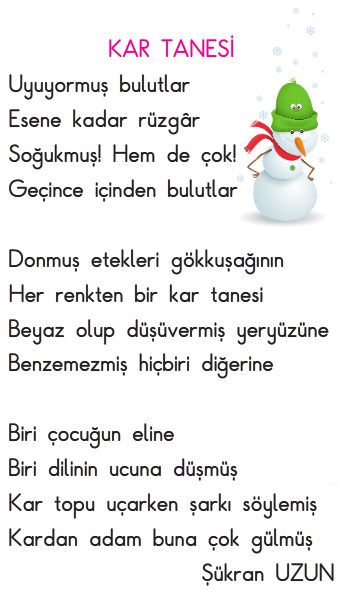 KAR TANESİ
Uyuyormuş bulutlar
Esene kadar rüzgâr
Soğukmuş! Hem de çok!
Geçince içinden bulutlar
Donmuş etekleri gökkuşağının
Her renkten bir kar tanesi
Beyaz olup düşüvermiş yeryüzüne
Benzemezmiş hiçbiri diğerine
Biri çocuğun eline
Biri dilinin ucuna düşmüş
Kar topu uçarken şarkı söylemiş
Kardan adam buna çok gülmüş
Şükran UZUN